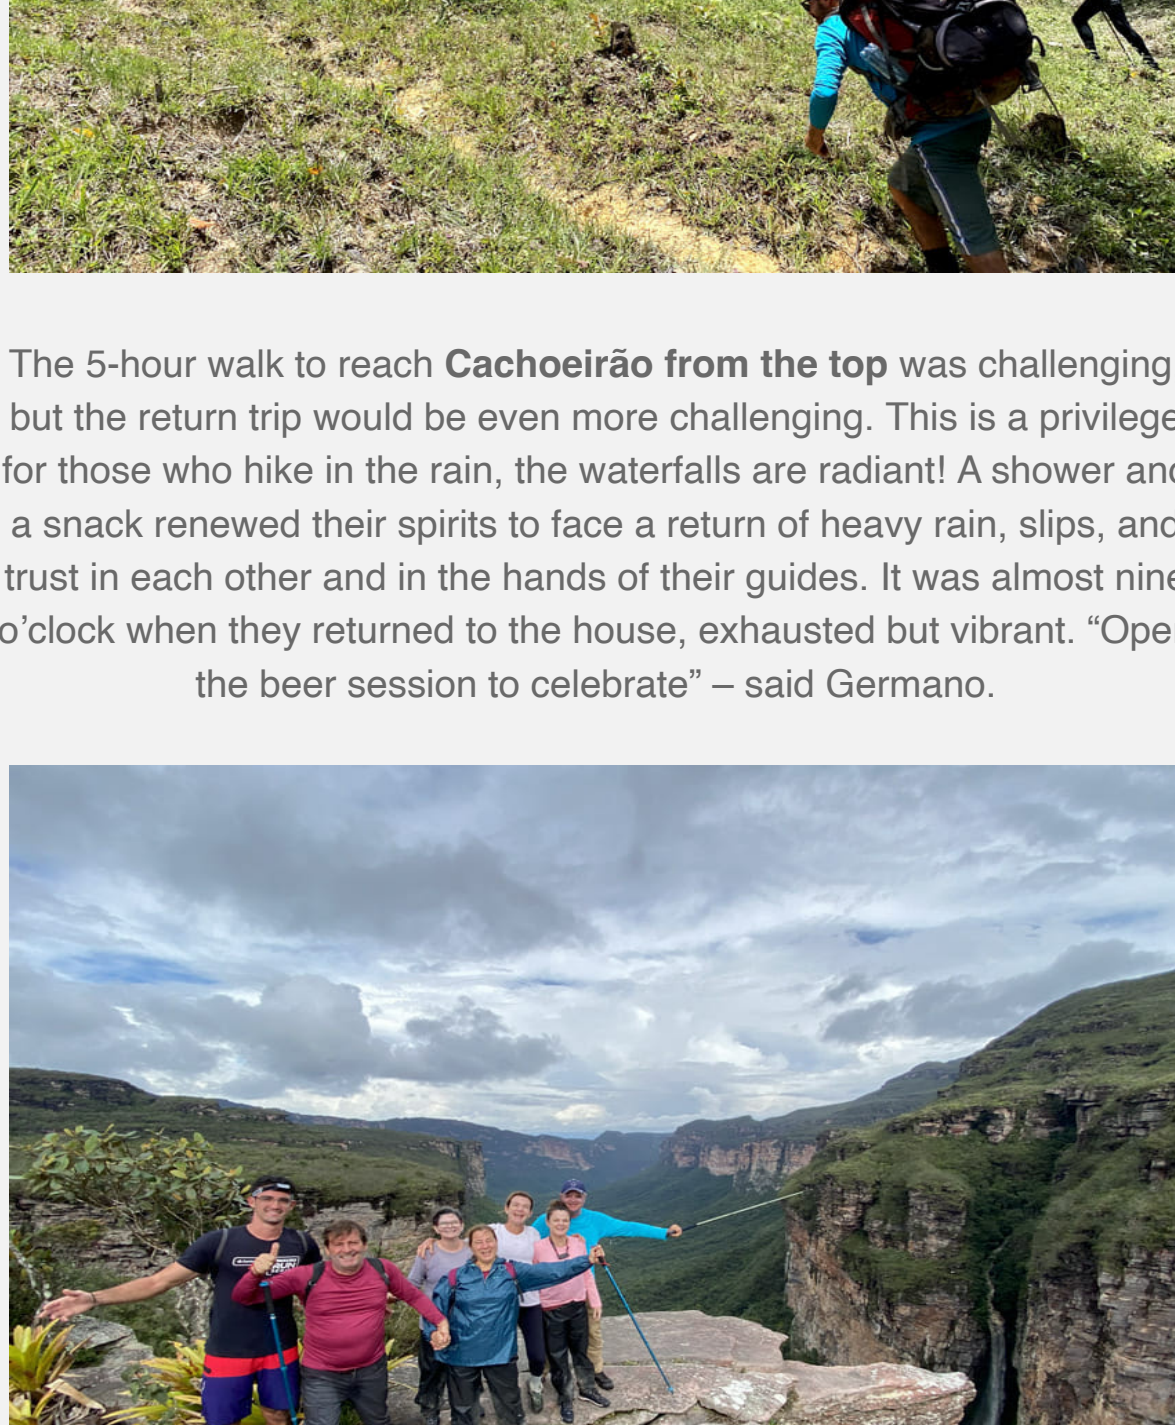 The 5-hour walk to reach Cachoeirão from the top was challenging
but the return trip would be even more challenging. This is a privilege
for those who hike in the rain, the waterfalls are radiant! A shower and
a snack renewed their spirits to face a return of heavy rain, slips, and
trust in each other and in the hands of their guides. It was almost nine
o’clock when they returned to the house, exhausted but vibrant. “Ope
the beer session to celebrate” – said Germano.
RUN